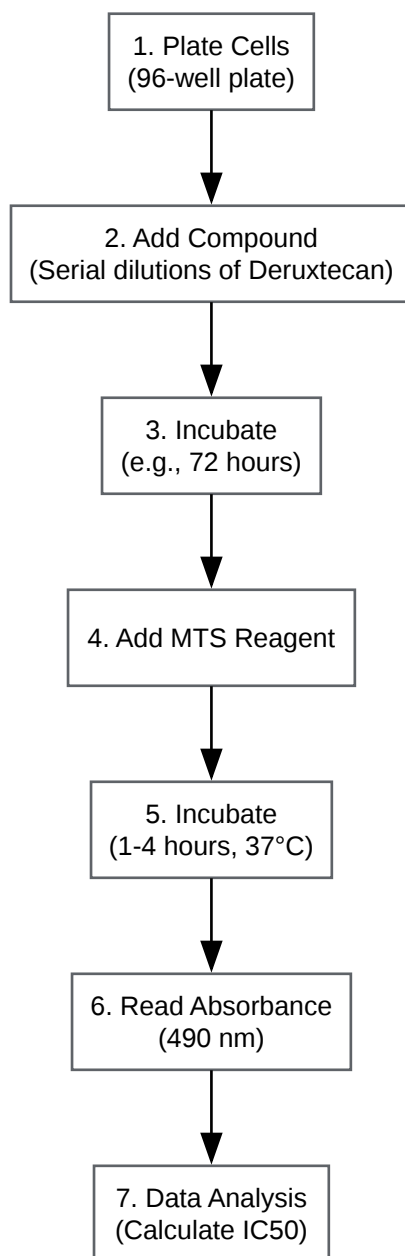 1. Plate Cells
(96-well plate)
2. Add Compound
(Serial dilutions of Deruxtecan)
3. Incubate
(e.g., 72 hours)
4. Add MTS Reagent
5. Incubate
(1-4 hours, 37°C)
6. Read Absorbance
(490 nm)
7. Data Analysis
(Calculate IC50)